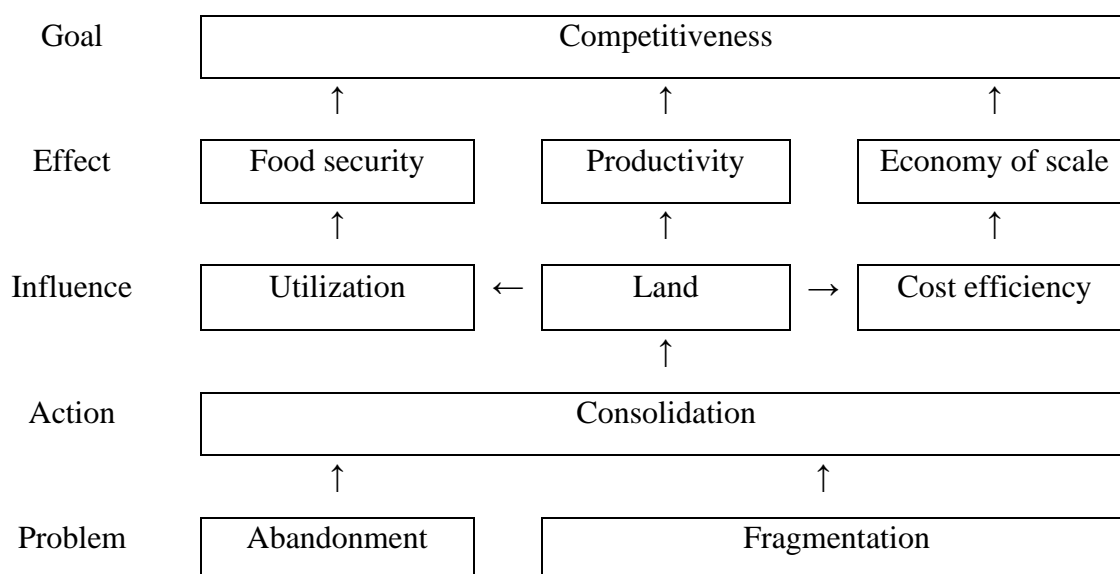 Goal Competitiveness
↑ ↑ ↑
Effect Food security Productivity Economy of scale
↑ ↑ ↑
Influence Utilization ← Land → Cost efficiency
↑
Action Consolidation
↑ ↑
Problem Abandonment Fragmentation